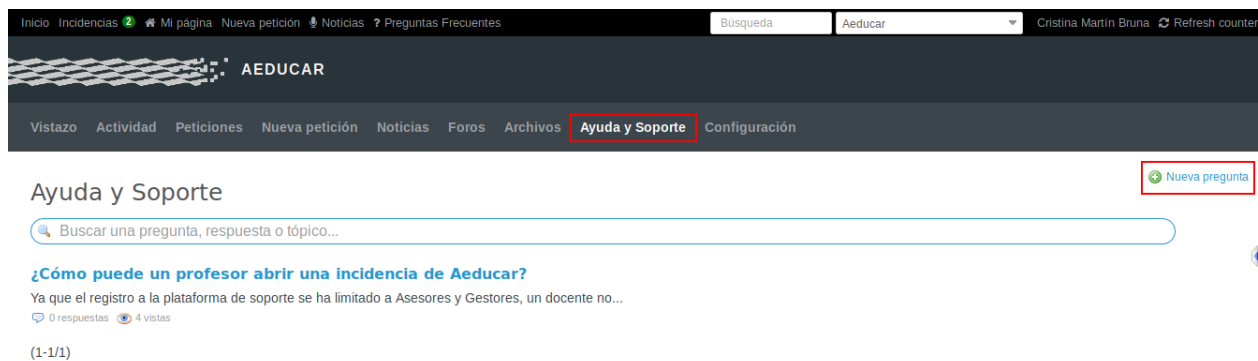 Inicio Incidencias 2 Mi página Nueva petición Noticias ? Preguntas Frecuentes Búsqueda Aeducar Cristina Martín Bruna Refresh counter
AEDUCAR
Vistazo Actividad Peticiones Nueva petición Noticias Foros Archivos Ayuda y Soporte Configuración
Nueva pregunta
Ayuda y Soporte
Buscar una pregunta, respuesta o tópico...
¿Cómo puede un profesor abrir una incidencia de Aeducar?
Ya que el registro a la plataforma de soporte se ha limitado a Asesores y Gestores, un docente no...
0 respuestas 4 vistas
(1-1/1)